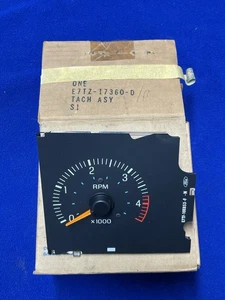 ONE
E7TZ-17360-D
TACH ASY
S1
0 1 2 3 4
RPM
×1000